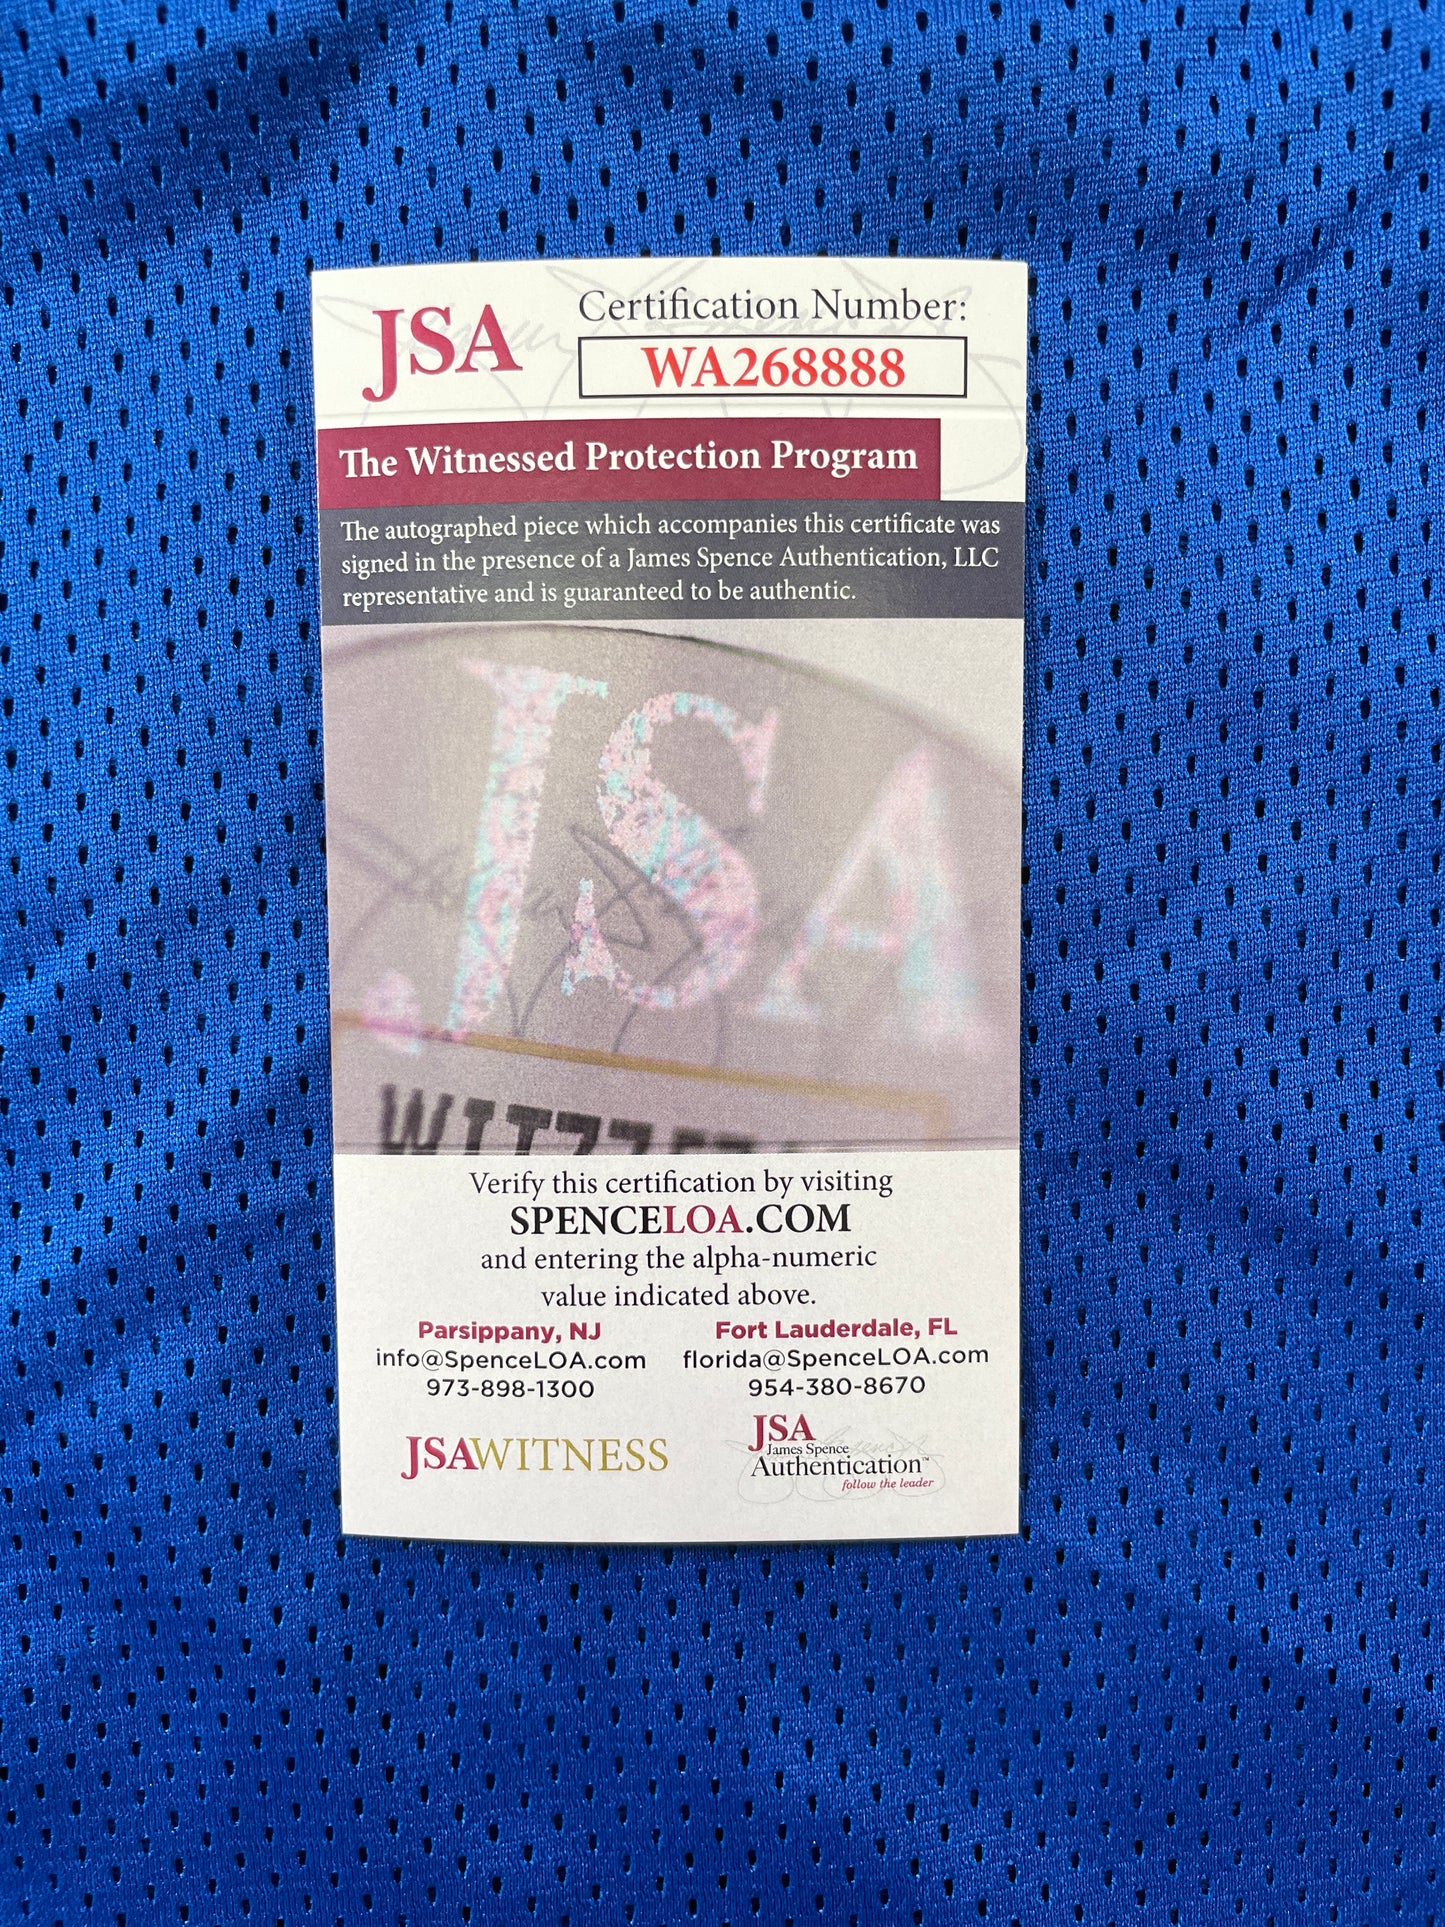 JSA
Certification Number:
WA268888
The Witnessed Protection Program
The autographed piece which accompanies this certificate was
signed in the presence of a James Spence Authentication, LLC
representative and is guaranteed to be authentic.
JSA
Verify this certification by visiting
SPENCELOA.COM
and entering the alpha-numeric
value indicated above.
Parsippany, NJ
info@SpenceLOA.com
973-898-1300
Fort Lauderdale, FL
florida@SpenceLOA.com
954-380-8670
JSAWITNESS
JSA
James Spence
Authentication™
follow the leader